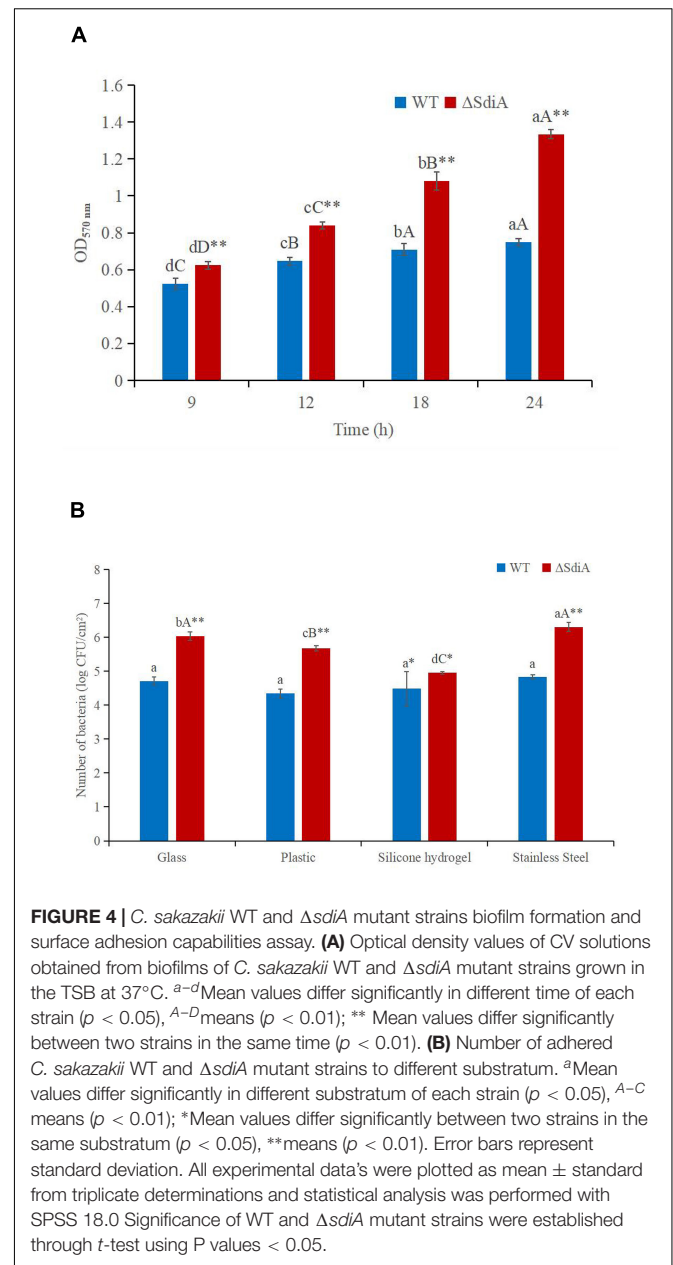 A
1.6
WT ΔSdiA
1.4
aA**
1.2
bB**
1
cC**
aA
0.8
bA
dD**
cB
0.6
dC
0.4
0.2
0
OD570 nm
9 12 18 24
Time (h)
B
8
WT ΔSdiA
7
aA**
bA**
6
cB**
dC*
5
a
a
a*
a
4
3
2
1
0
Number of bacteria (log CFU/cm²)
Glass Plastic Silicone hydrogel Stainless Steel
FIGURE 4 | C. sakazakii WT and ΔsdiA mutant strains biofilm formation and
surface adhesion capabilities assay. (A) Optical density values of CV solutions
obtained from biofilms of C. sakazakii WT and ΔsdiA mutant strains grown in
the TSB at 37°C. a–dMean values differ significantly in different time of each
strain (p < 0.05), A–Dmeans (p < 0.01); ** Mean values differ significantly
between two strains in the same time (p < 0.01). (B) Number of adhered
C. sakazakii WT and ΔsdiA mutant strains to different substratum. aMean
values differ significantly in different substratum of each strain (p < 0.05), A–C
means (p < 0.01); *Mean values differ significantly between two strains in the
same substratum (p < 0.05), **means (p < 0.01). Error bars represent
standard deviation. All experimental data's were plotted as mean ± standard
from triplicate determinations and statistical analysis was performed with
SPSS 18.0 Significance of WT and ΔsdiA mutant strains were established
through t-test using P values < 0.05.